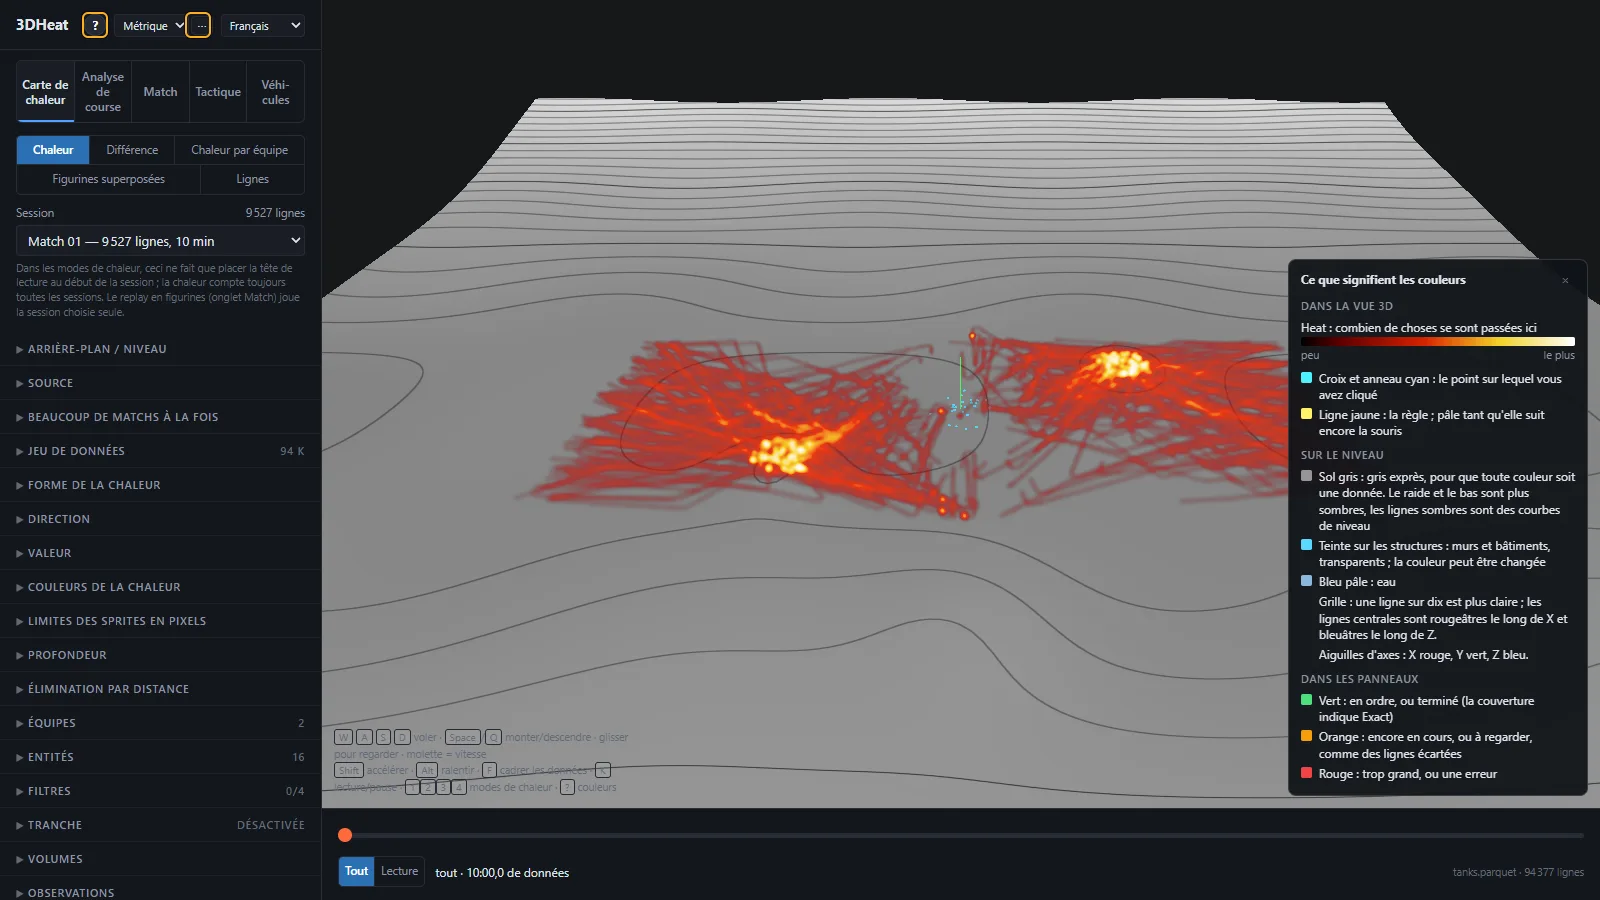 3DHeat
?
Métrique
...
Français
Carte de chaleur
Analyse de course
Match
Tactique
Véhi-
cules
Chaleur
Différence
Chaleur par équipe
Figurines superposées
Lignes
Session
9 527 lignes
Match 01 — 9 527 lignes, 10 min
Dans les modes de chaleur, ceci ne fait que placer la tête de
lecture au début de la session ; la chaleur compte toujours
toutes les sessions. Le replay en figurines (onglet Match) joue
la session choisie seule.
ARRIÈRE-PLAN / NIVEAU
SOURCE
BEAUCOUP DE MATCHS À LA FOIS
JEU DE DONNÉES
94 K
FORME DE LA CHALEUR
DIRECTION
VALEUR
COULEURS DE LA CHALEUR
LIMITES DES SPRITES EN PIXELS
PROFONDEUR
ÉLIMINATION PAR DISTANCE
ÉQUIPES
2
ENTITÉS
16
FILTRES
0/4
TRANCHE
DÉSACTIVÉE
VOLUMES
OBSERVATIONS
W A S D voler · Space Q monter/descendre · glisser
pour regarder · molette = vitesse
Shift accélérer · Alt ralentir · F cadrer les données · K
lecture/pause · 1 2 3 4 modes de chaleur · ? couleurs
Ce que signifient les couleurs
×
DANS LA VUE 3D
Heat : combien de choses se sont passées ici
peu
le plus
Croix et anneau cyan : le point sur lequel vous
avez cliqué
Ligne jaune : la règle ; pâle tant qu'elle suit
encore la souris
SUR LE NIVEAU
Sol gris : gris exprès, pour que toute couleur soit
une donnée. Le raide et le bas sont plus
sombres, les lignes sombres sont des courbes
de niveau
Teinte sur les structures : murs et bâtiments,
transparents ; la couleur peut être changée
Bleu pâle : eau
Grille : une ligne sur dix est plus claire ; les
lignes centrales sont rougeâtres le long de X et
bleuâtres le long de Z.
Aiguilles d'axes : X rouge, Y vert, Z bleu.
DANS LES PANNEAUX
Vert : en ordre, ou terminé (la couverture
indique Exact)
Orange : encore en cours, ou à regarder,
comme des lignes écartées
Rouge : trop grand, ou une erreur
Tout
Lecture
tout · 10:00,0 de données
tanks.parquet · 94 377 lignes